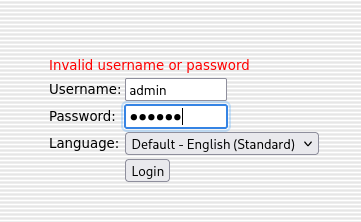 Invalid username or password
Username: admin
Password: ●●●●●●
Language: Default - English (Standard)
Login